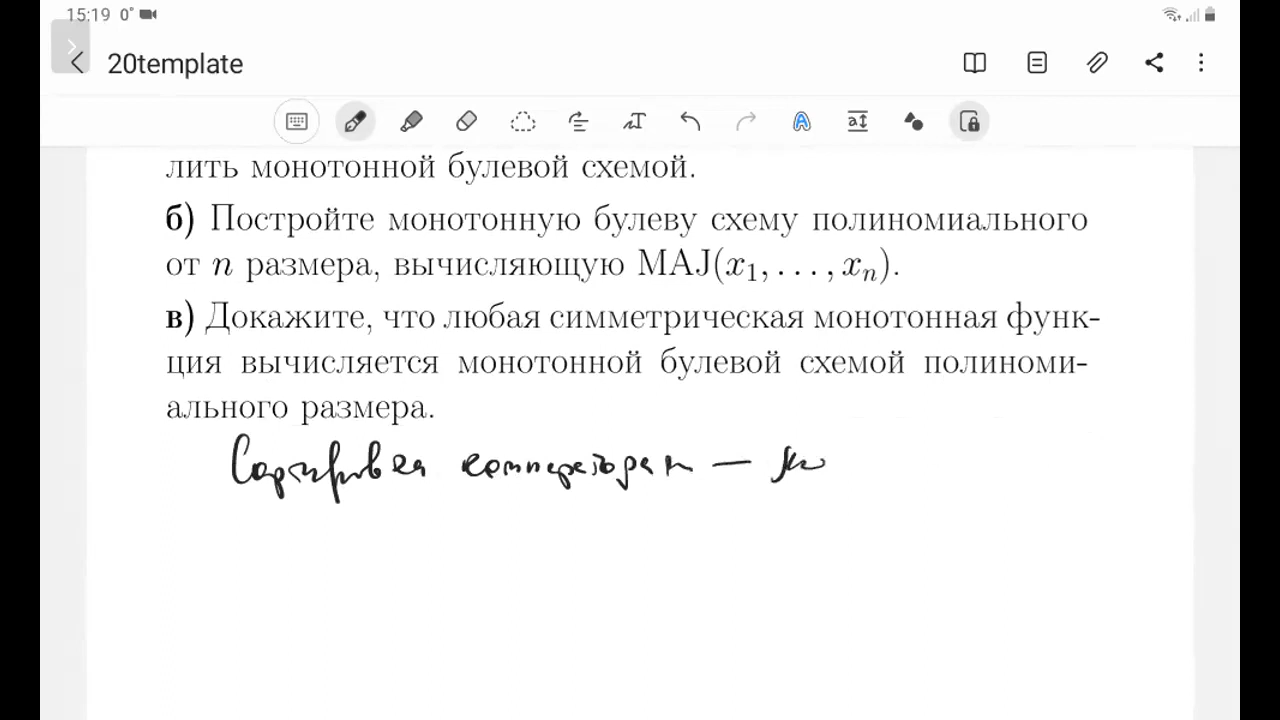 15:19 0°
20template
лить монотонной булевой схемой.
б) Постройте монотонную булеву схему полиномиального
от n размера, вычисляющую MAJ(x₁, . . . , xₙ).
в) Докажите, что любая симметрическая монотонная функ-
ция вычисляется монотонной булевой схемой полиноми-
ального размера.
Сортировка компараторами —